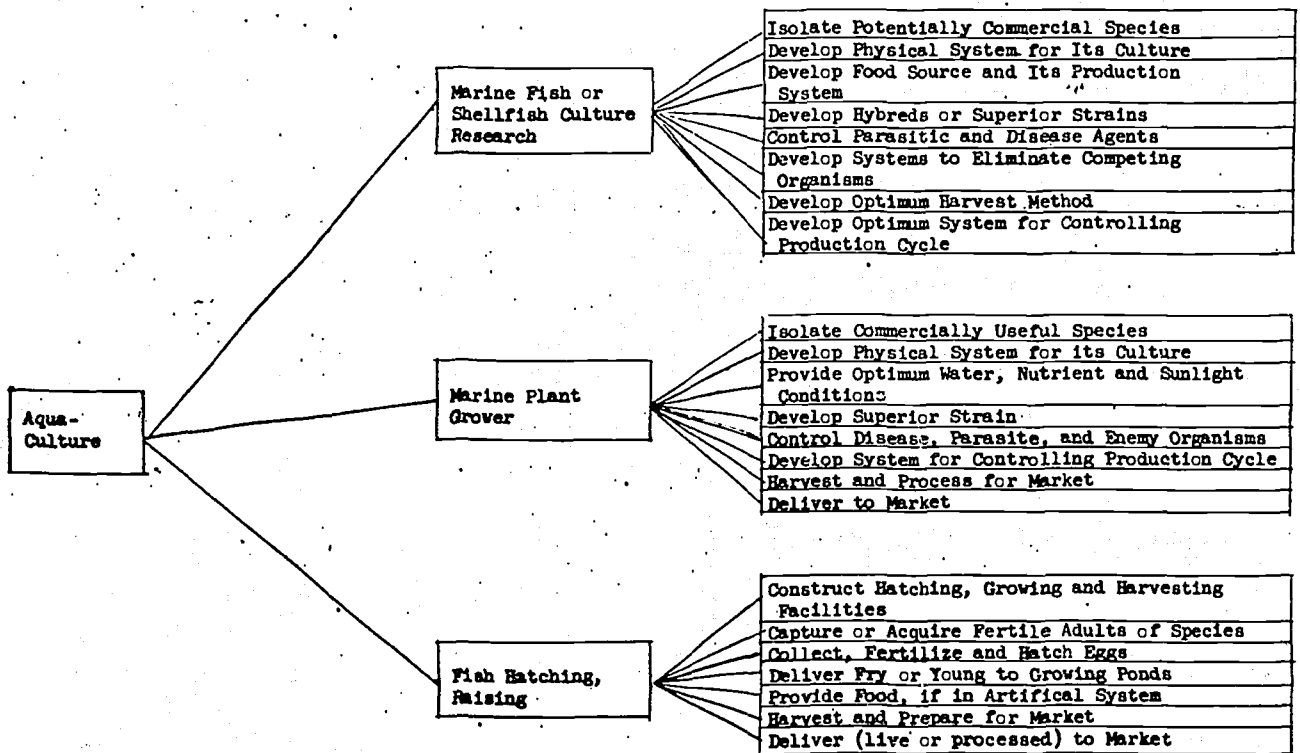 Aqua-
Culture
Marine Fish or
Shellfish Culture
Research
Isolate Potentially Commercial Species
Develop Physical System for Its Culture
Develop Food Source and Its Production
System
Develop Hybreds or Superior Strains
Control Parasitic and Disease Agents
Develop Systems to Eliminate Competing
Organisms
Develop Optimum Harvest Method
Develop Optimum System for Controlling
Production Cycle
Marine Plant
Grower
Isolate Commercially Useful Species
Develop Physical System for its Culture
Provide Optimum Water, Nutrient and Sunlight
Conditions
Develop Superior Strain
Control Disease, Parasite, and Enemy Organisms
Develop System for Controlling Production Cycle
Harvest and Process for Market
Deliver to Market
Fish Hatching,
Raising
Construct Hatching, Growing and Harvesting
Facilities
Capture or Acquire Fertile Adults of Species
Collect, Fertilize and Hatch Eggs
Deliver Fry or Young to Growing Ponds
Provide Food, if in Artifical System
Harvest and Prepare for Market
Deliver (live or processed) to Market